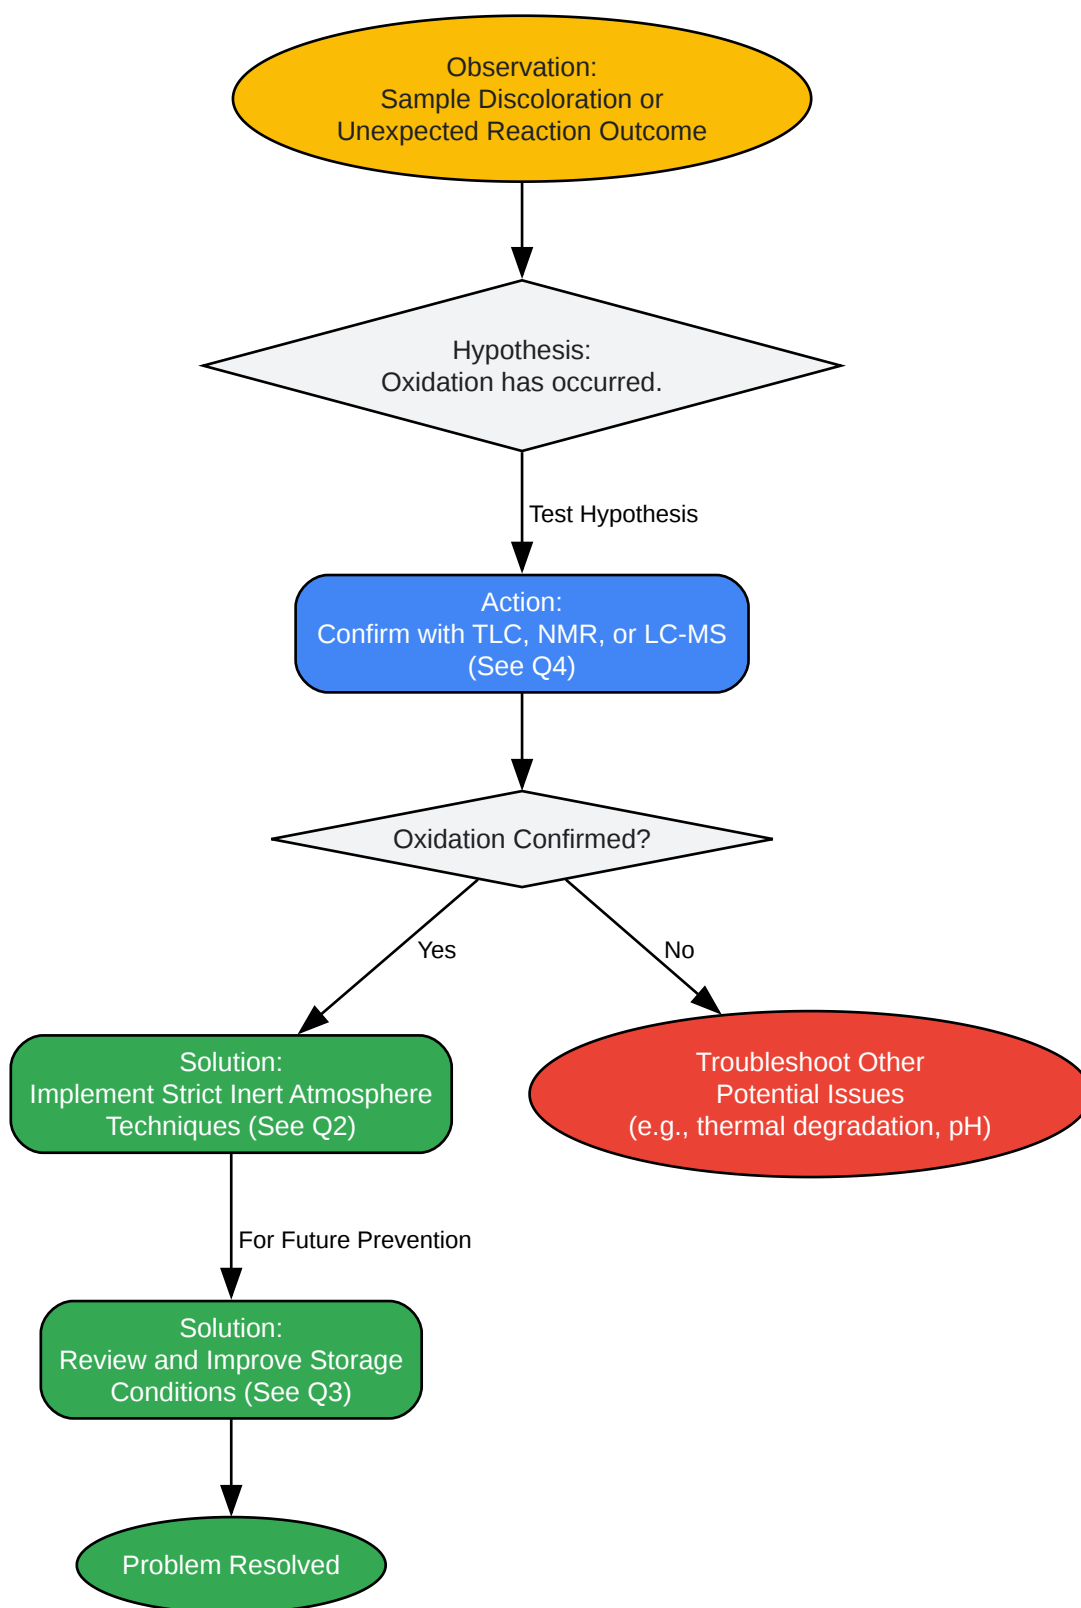 Observation:
Sample Discoloration or
Unexpected Reaction Outcome
Hypothesis:
Oxidation has occurred.
Test Hypothesis
Action:
Confirm with TLC, NMR, or LC-MS
(See Q4)
Oxidation Confirmed?
Yes
No
Solution:
Implement Strict Inert Atmosphere
Techniques (See Q2)
Troubleshoot Other
Potential Issues
(e.g., thermal degradation, pH)
For Future Prevention
Solution:
Review and Improve Storage
Conditions (See Q3)
Problem Resolved